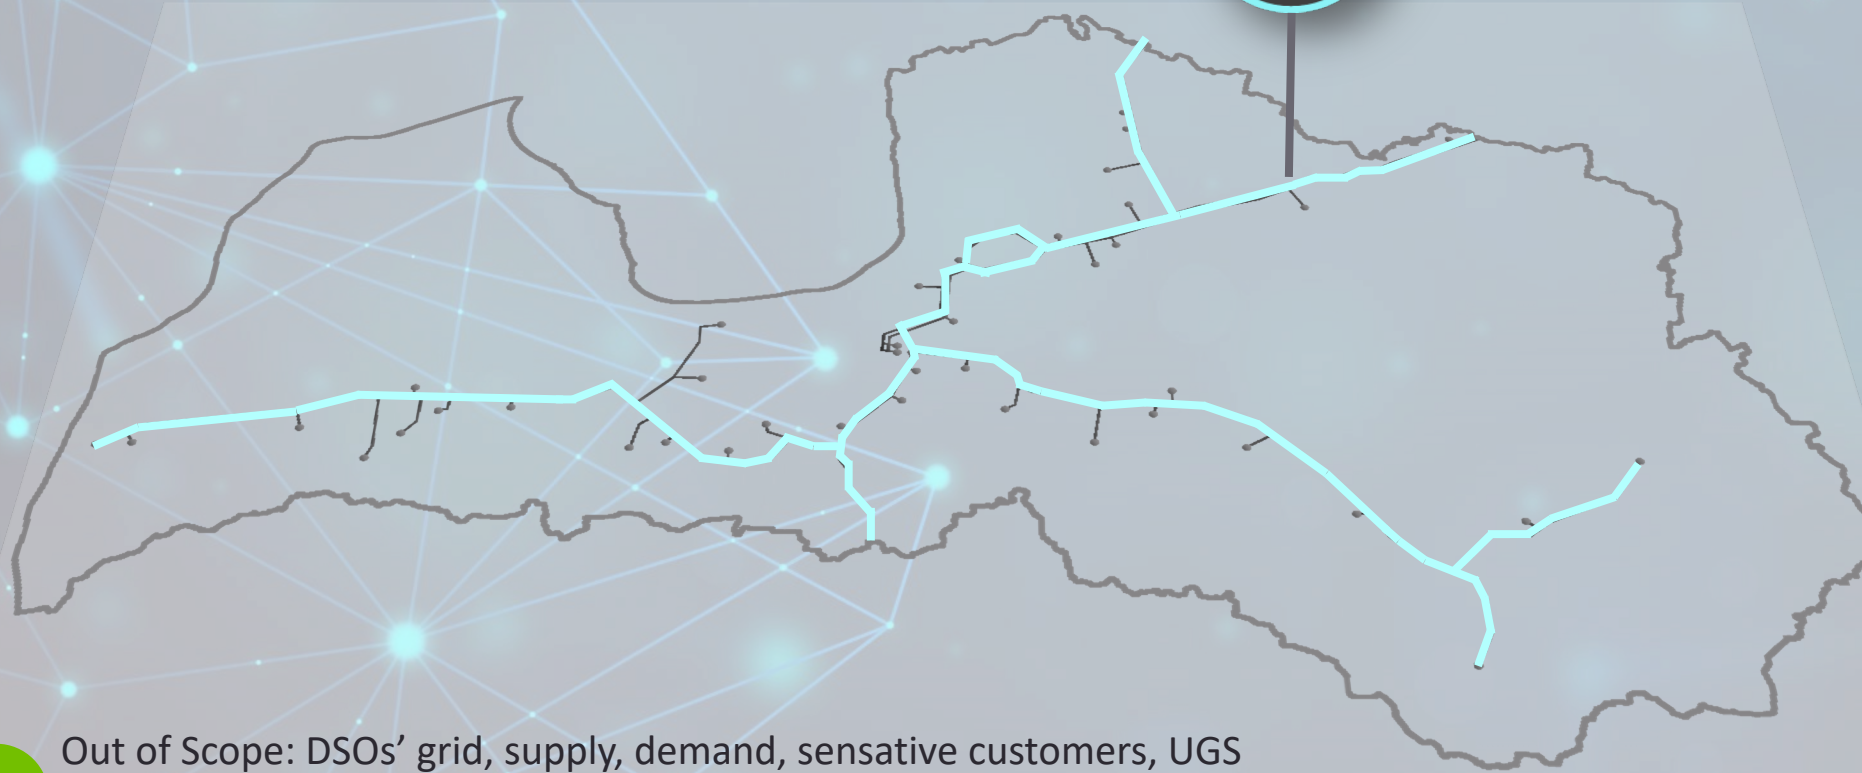 Out of Scope: DSOs’ grid, supply, demand, sensative customers, UGS